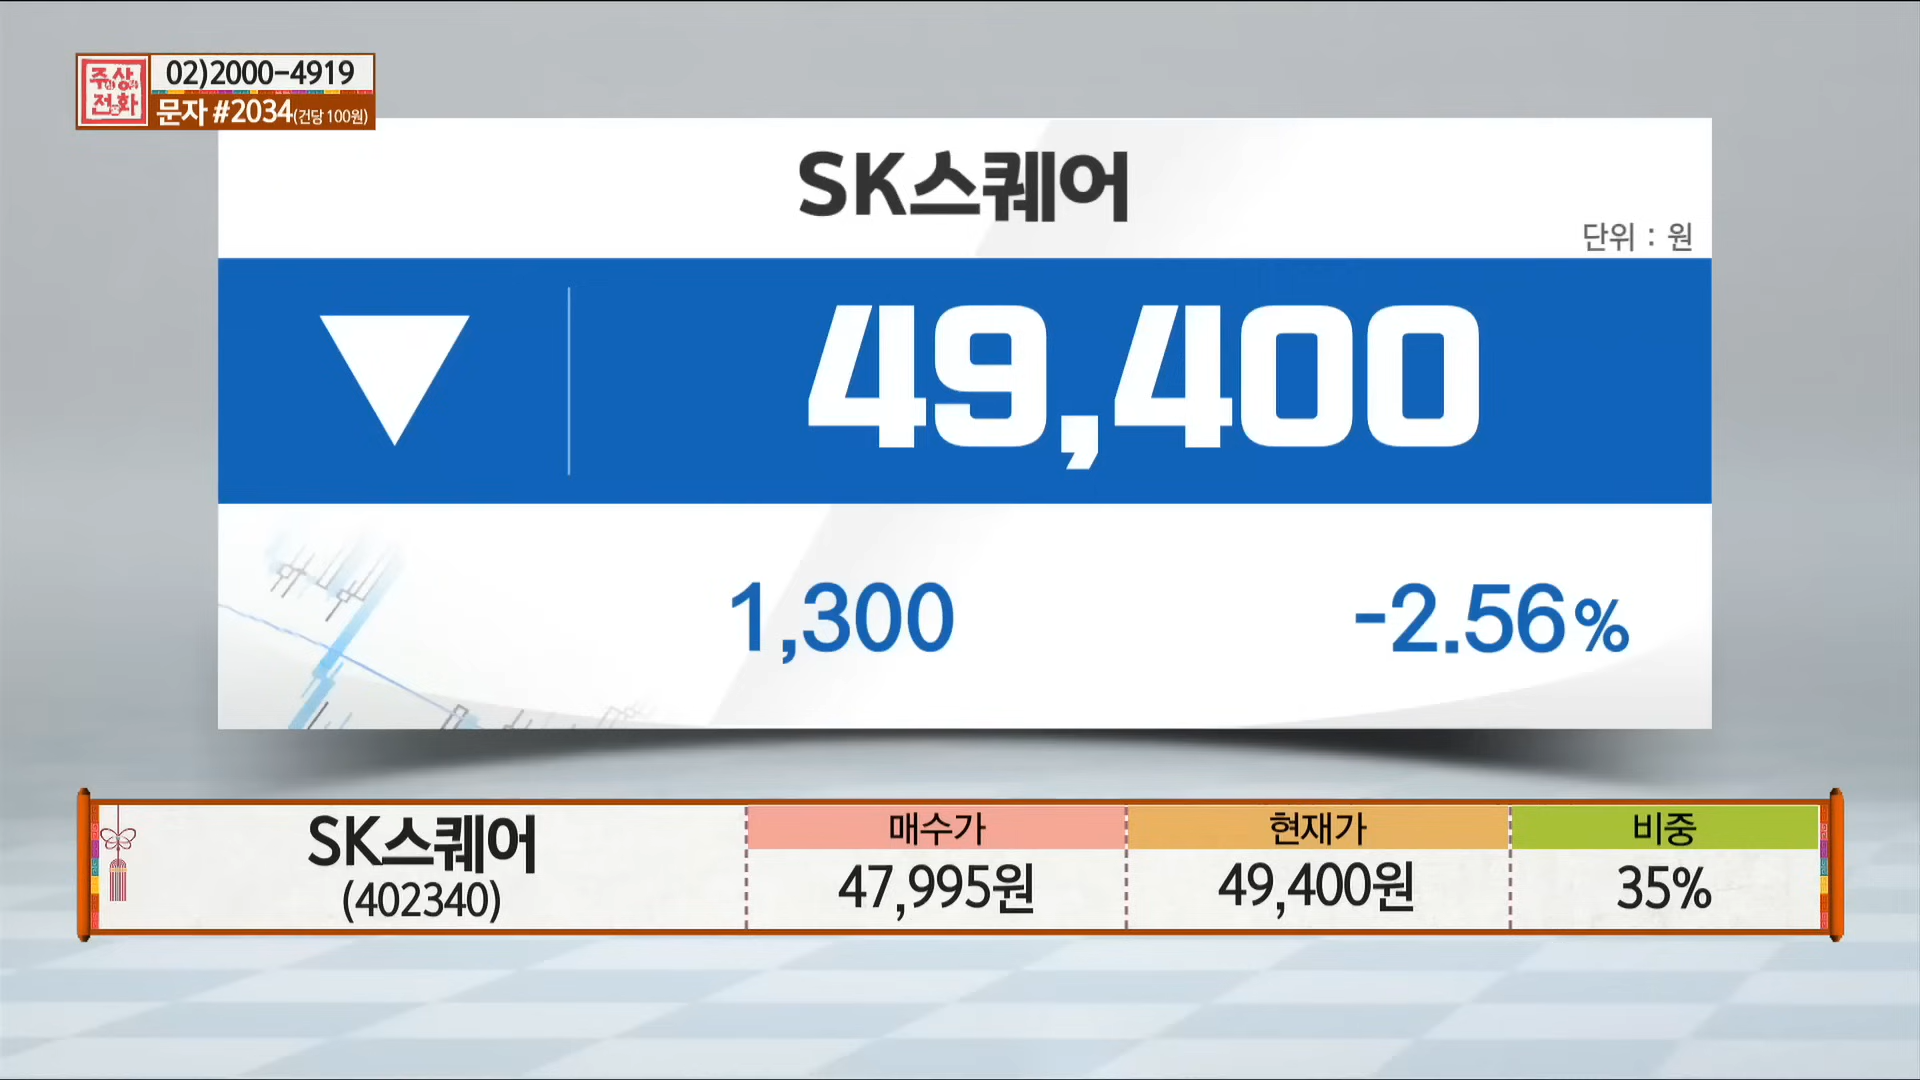 주상전화
02)2000-4919
문자 #2034(건당 100원)
SK스퀘어
단위 : 원
▼ 49,400
1,300 -2.56%
SK스퀘어
(402340)
매수가
47,995원
현재가
49,400원
비중
35%